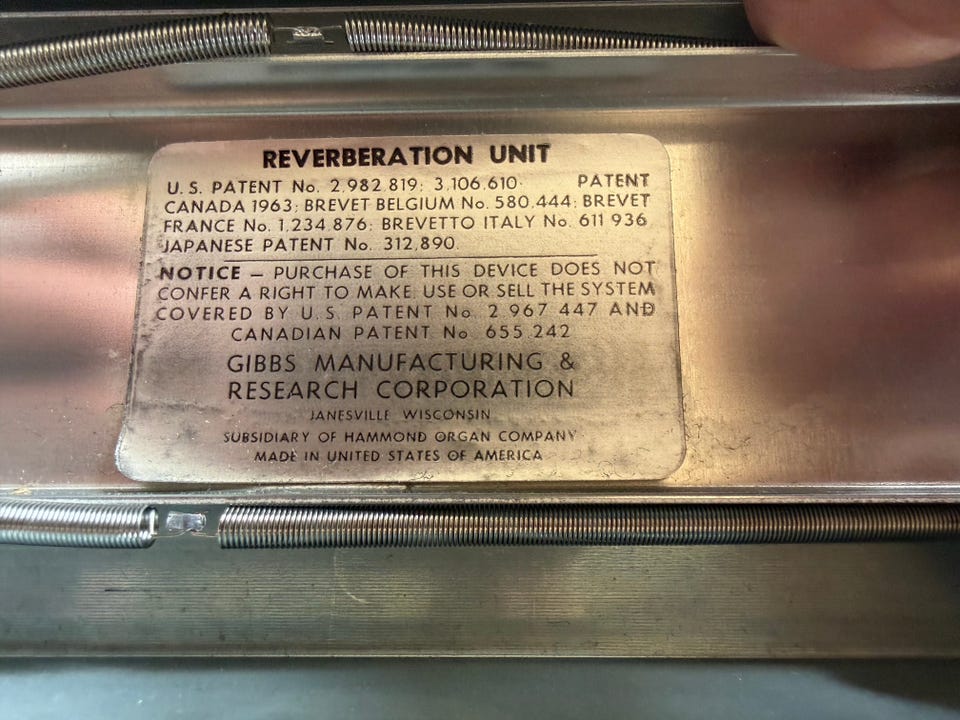 REVERBERATION UNIT
U.S. PATENT No. 2.982 819; 3,106,610· PATENT
CANADA 1963; BREVET BELGIUM No. 580.444; BREVET
FRANCE No. 1,234 876; BREVETTO ITALY No. 611 936
JAPANESE PATENT No. 312,890.
NOTICE – PURCHASE OF THIS DEVICE DOES NOT
CONFER A RIGHT TO MAKE, USE OR SELL THE SYSTEM
COVERED BY U.S. PATENT No. 2 967 447 AND
CANADIAN PATENT No 655.242
GIBBS MANUFACTURING &
RESEARCH CORPORATION
JANESVILLE WISCONSIN
SUBSIDIARY OF HAMMOND ORGAN COMPANY
MADE IN UNITED STATES OF AMERICA